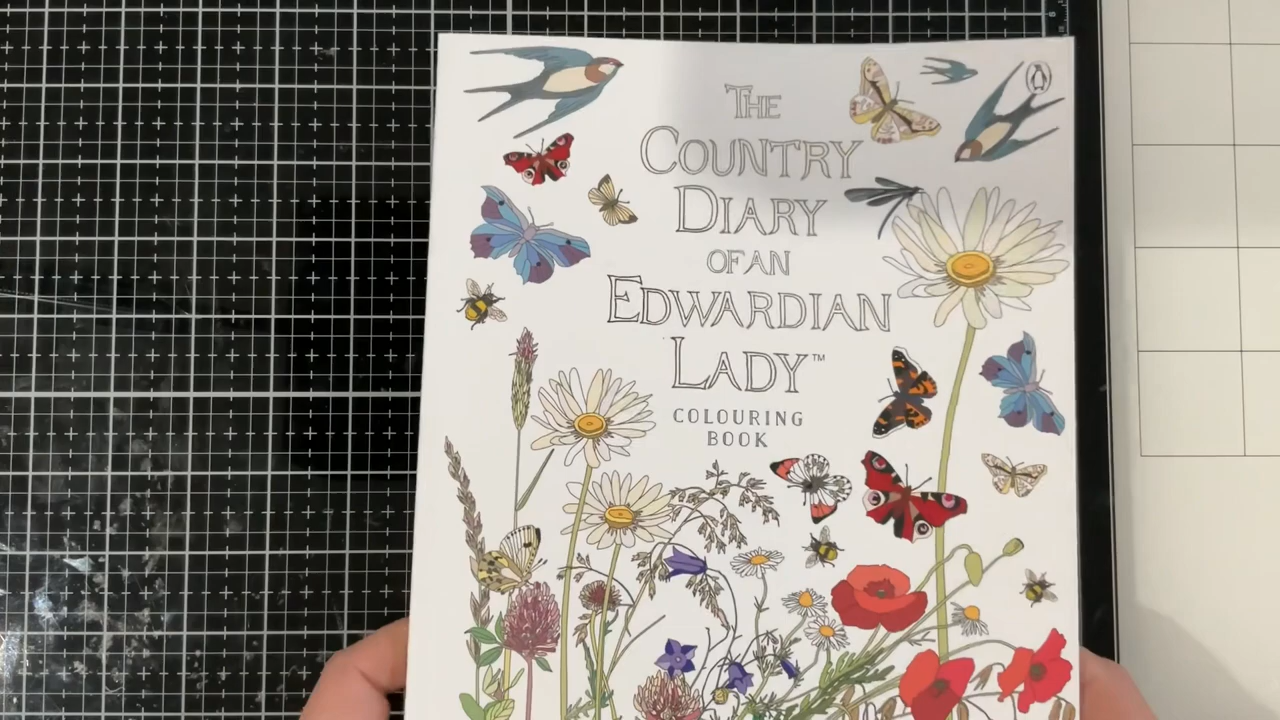 THE
COUNTRY
DIARY
OF AN
EDWARDIAN
LADY™
COLOURING
BOOK